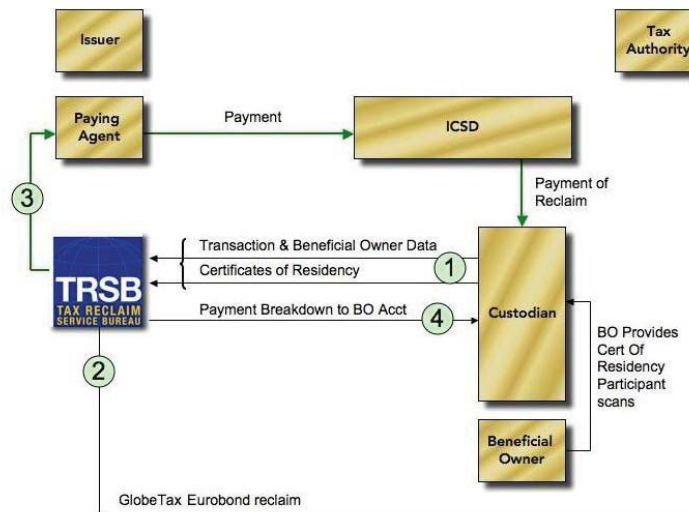 Issuer
Tax
Authority
Paying
Agent
Payment
ICSD
3
Payment of
Reclaim
Transaction & Beneficial Owner Data
1
Certificates of Residency
TRSB
TAX RECLAIM
SERVICE BUREAU
Payment Breakdown to BO Acct
4
Custodian
BO Provides
Cert Of
Residency
Participant
scans
2
Beneficial
Owner
GlobeTax Eurobond reclaim